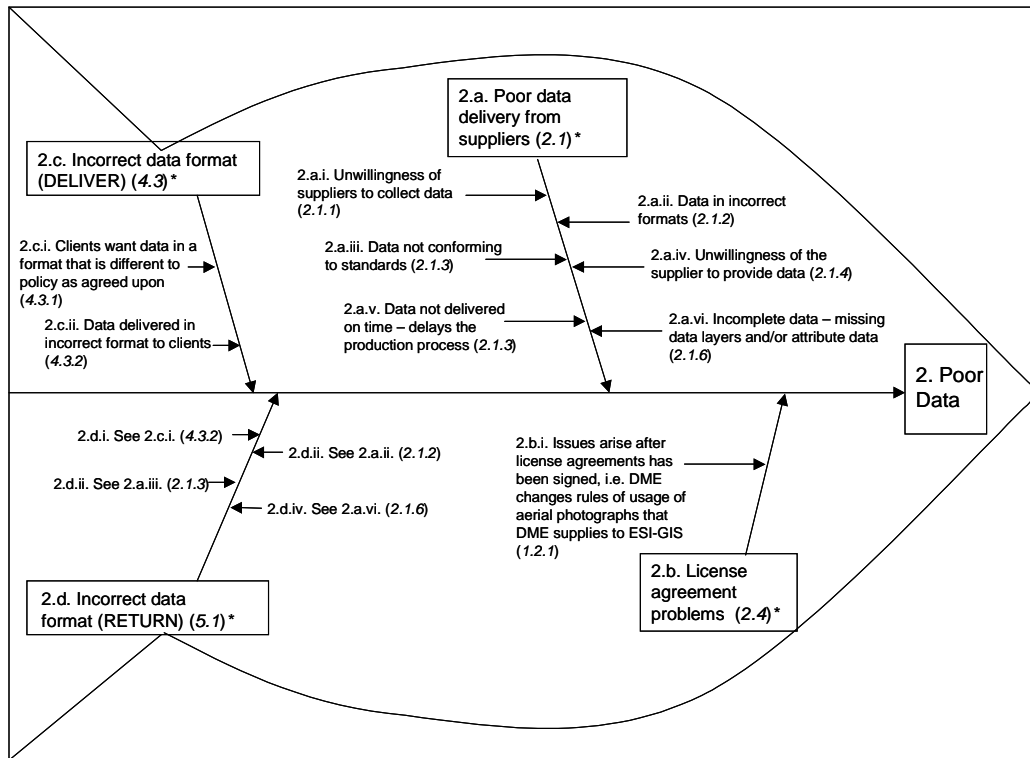 2.a. Poor data
delivery from
suppliers (2.1) *
2.c. Incorrect data format
(DELIVER) (4.3) *
2.a.i. Unwillingness of
suppliers to collect data
(2.1.1)
2.a.ii. Data in incorrect
formats (2.1.2)
2.c.i. Clients want data in a
format that is different to
policy as agreed upon
(4.3.1)
2.a.iii. Data not conforming
to standards (2.1.3)
2.a.iv. Unwillingness of the
supplier to provide data (2.1.4)
2.c.ii. Data delivered in
incorrect format to clients
(4.3.2)
2.a.v. Data not delivered
on time – delays the
production process (2.1.3)
2.a.vi. Incomplete data – missing
data layers and/or attribute data
(2.1.6)
2. Poor
Data
2.d.i. See 2.c.i. (4.3.2)
2.d.ii. See 2.a.ii. (2.1.2)
2.d.ii. See 2.a.iii. (2.1.3)
2.d.iv. See 2.a.vi. (2.1.6)
2.b.i. Issues arise after
license agreements has
been signed, i.e. DME
changes rules of usage of
aerial photographs that
DME supplies to ESI-GIS
(1.2.1)
2.d. Incorrect data
format (RETURN) (5.1) *
2.b. License
agreement
problems (2.4) *